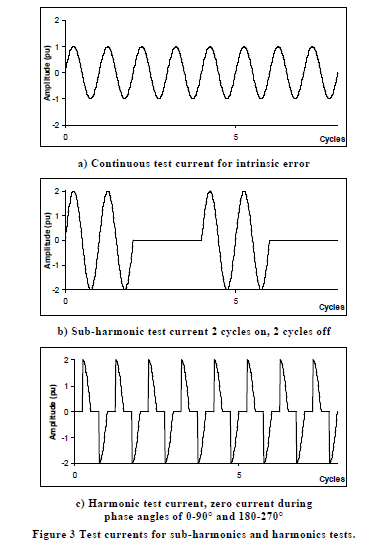 2
1
0
-1
-2
Amplitude (pu)
0
5
Cycles
a) Continuous test current for intrinsic error
2
1
0
-1
-2
Amplitude (pu)
0
5
Cycles
b) Sub-harmonic test current 2 cycles on, 2 cycles off
2
1
0
-1
-2
Amplitude (pu)
0
5
Cycles
c) Harmonic test current, zero current during
phase angles of 0-90° and 180-270°
Figure 3 Test currents for sub-harmonics and harmonics tests.